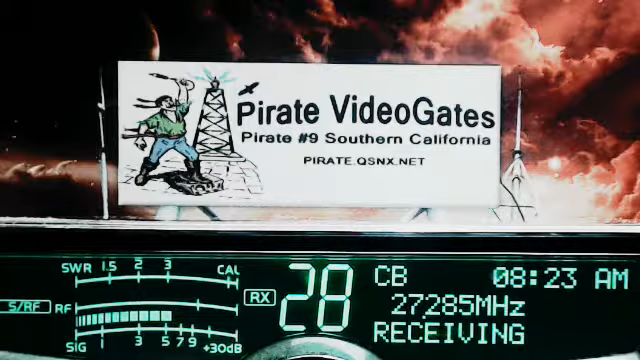 Pirate VideoGates
Pirate #9 Southern California
PIRATE.QSNX.NET
SWR 1.5 2 3 CAL
S/RF RF
SIG 3 5 7 9 +30dB
RX 28
CB 08:23 AM
27285MHz
RECEIVING